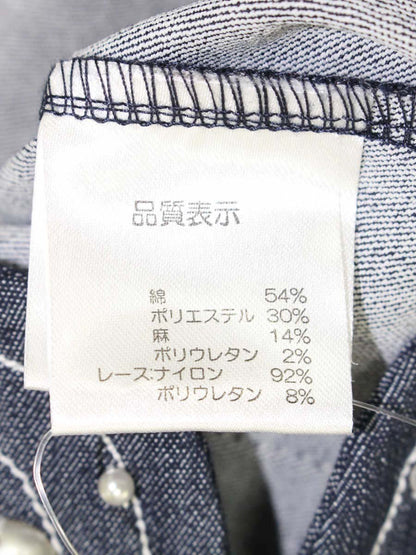 品質表示
綿 54%
ポリエステル 30%
麻 14%
ポリウレタン 2%
レース:ナイロン 92%
ポリウレタン 8%